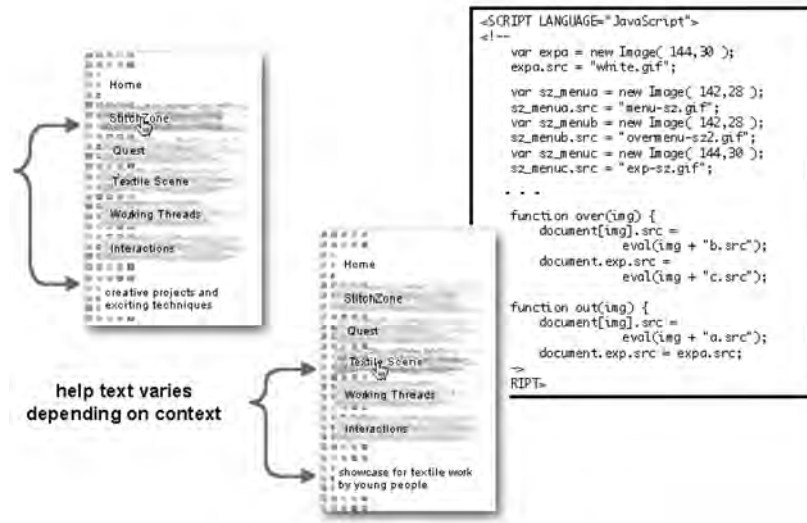 Home
StitchZone
Quest
Textile Scene
Working Threads
Interactions
creative projects and
exciting techniques
help text varies
depending on context
Home
StitchZone
Quest
Textile Scene
Working Threads
Interactions
showcase for textile work
by young people
<SCRIPT LANGUAGE="JavaScript">
<!--
var expa = new Image( 144,30 );
expa.src = "white.gif";
var sz_menua = new Image( 142,28 );
sz_menua.src = "menu-sz.gif";
var sz_menub = new Image( 142,28 );
sz_menub.src = "overmenu-sz2.gif";
var sz_menuc = new Image( 144,30 );
sz_menuc.src = "exp-sz.gif";
. . .
function over(img) {
document[img].src =
eval(img + "b.src");
document.exp.src =
eval(img + "c.src");
function out(img) {
document[img].src =
eval(img + "a.src");
document.exp.src = expa.src;
->
RIPT>